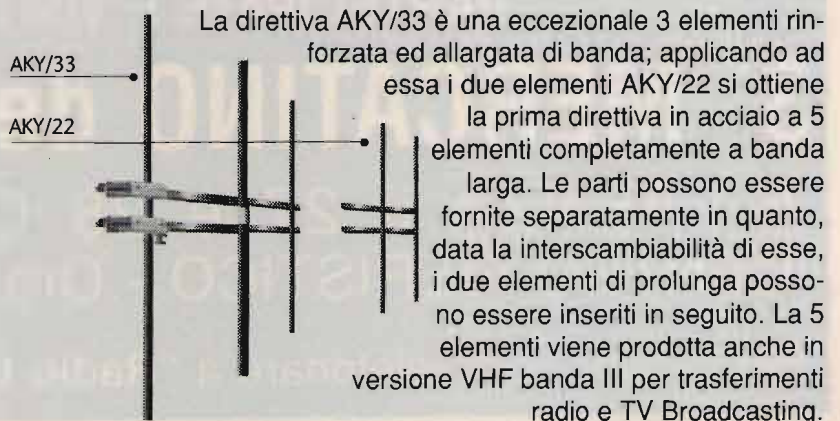 La direttiva AKY/33 è una eccezionale 3 elementi rin-
forzata ed allargata di banda; applicando ad
essa i due elementi AKY/22 si ottiene
la prima direttiva in acciaio a 5
elementi completamente a banda
larga. Le parti possono essere
fornite separatamente in quanto,
data la interscambiabilità di esse,
i due elementi di prolunga posso-
no essere inseriti in seguito. La 5
elementi viene prodotta anche in
versione VHF banda III per trasferimenti
radio e TV Broadcasting.
AKY/33
AKY/22